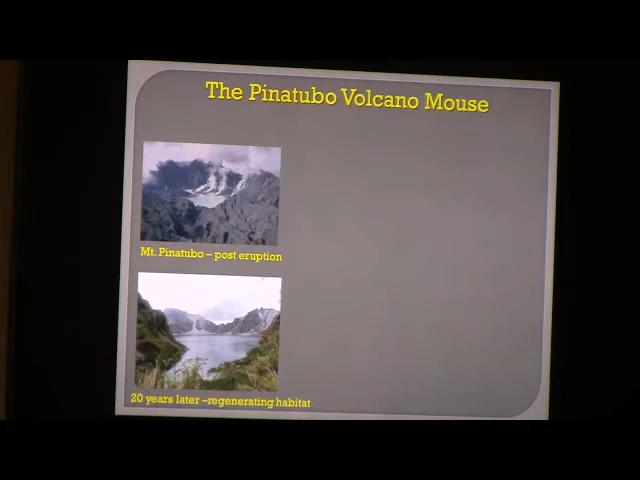 The Pinatubo Volcano Mouse
Mt. Pinatubo – post eruption
20 years later –regenerating habitat